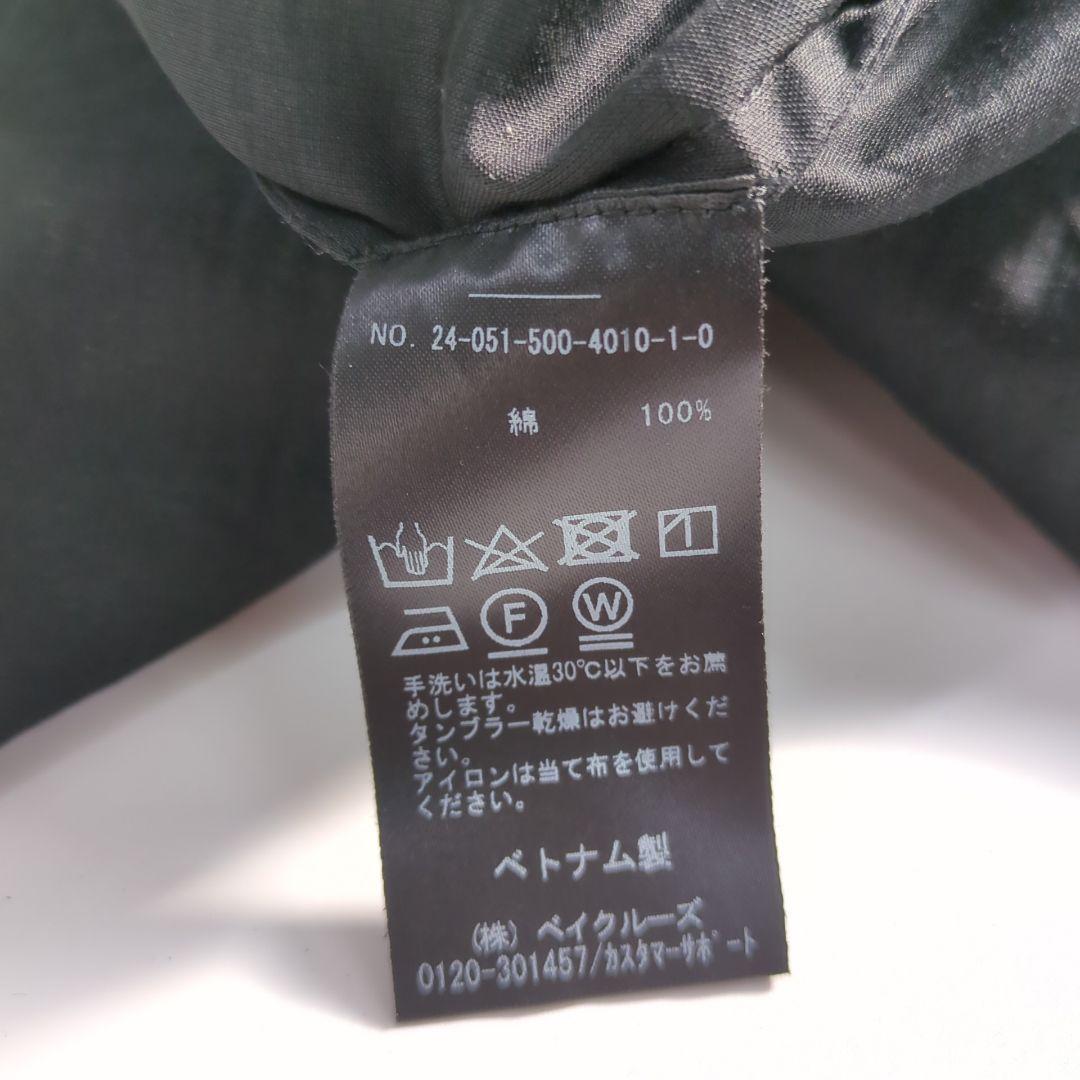 NO. 24-051-500-4010-1-0
綿 100%
F W
手洗いは水温30℃以下をお薦
めします。
タンブラー乾燥はお避けくだ
さい。
アイロンは当て布を使用して
ください。
ベトナム製
(株) ベイクルーズ
0120-301457/ｶｽﾀﾏｰｻﾎﾟｰﾄ